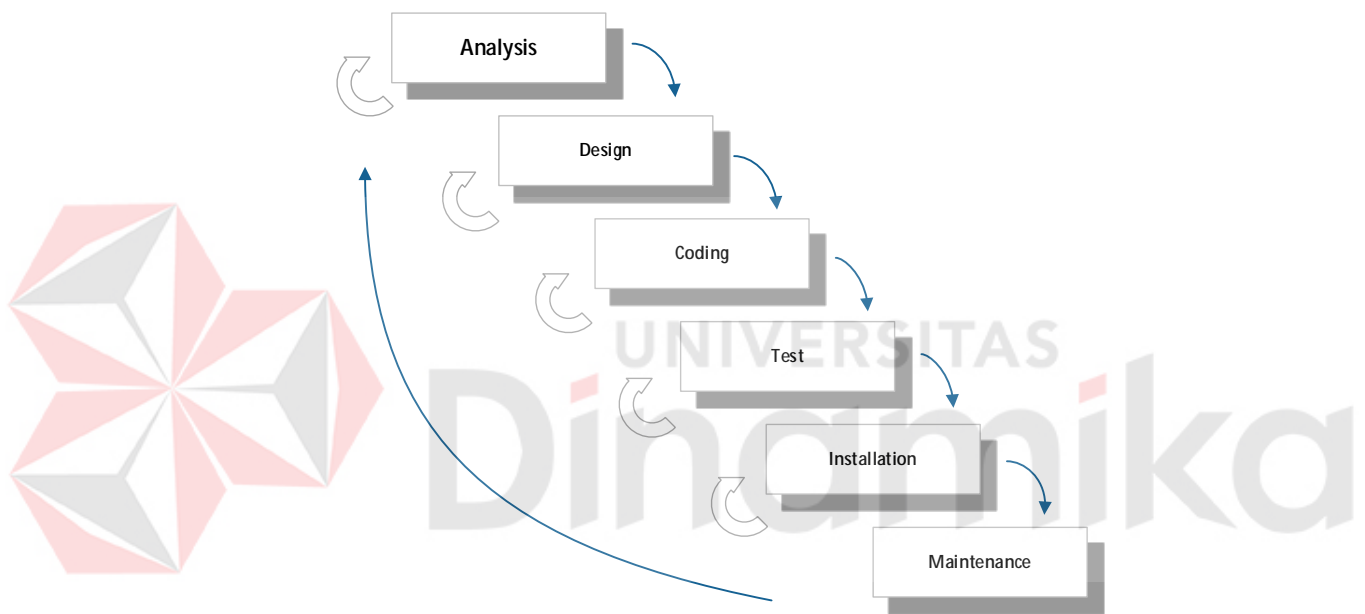 Analysis
Design
Coding
UNIVERSITAS
Test
Dinamika
Installation
Maintenance